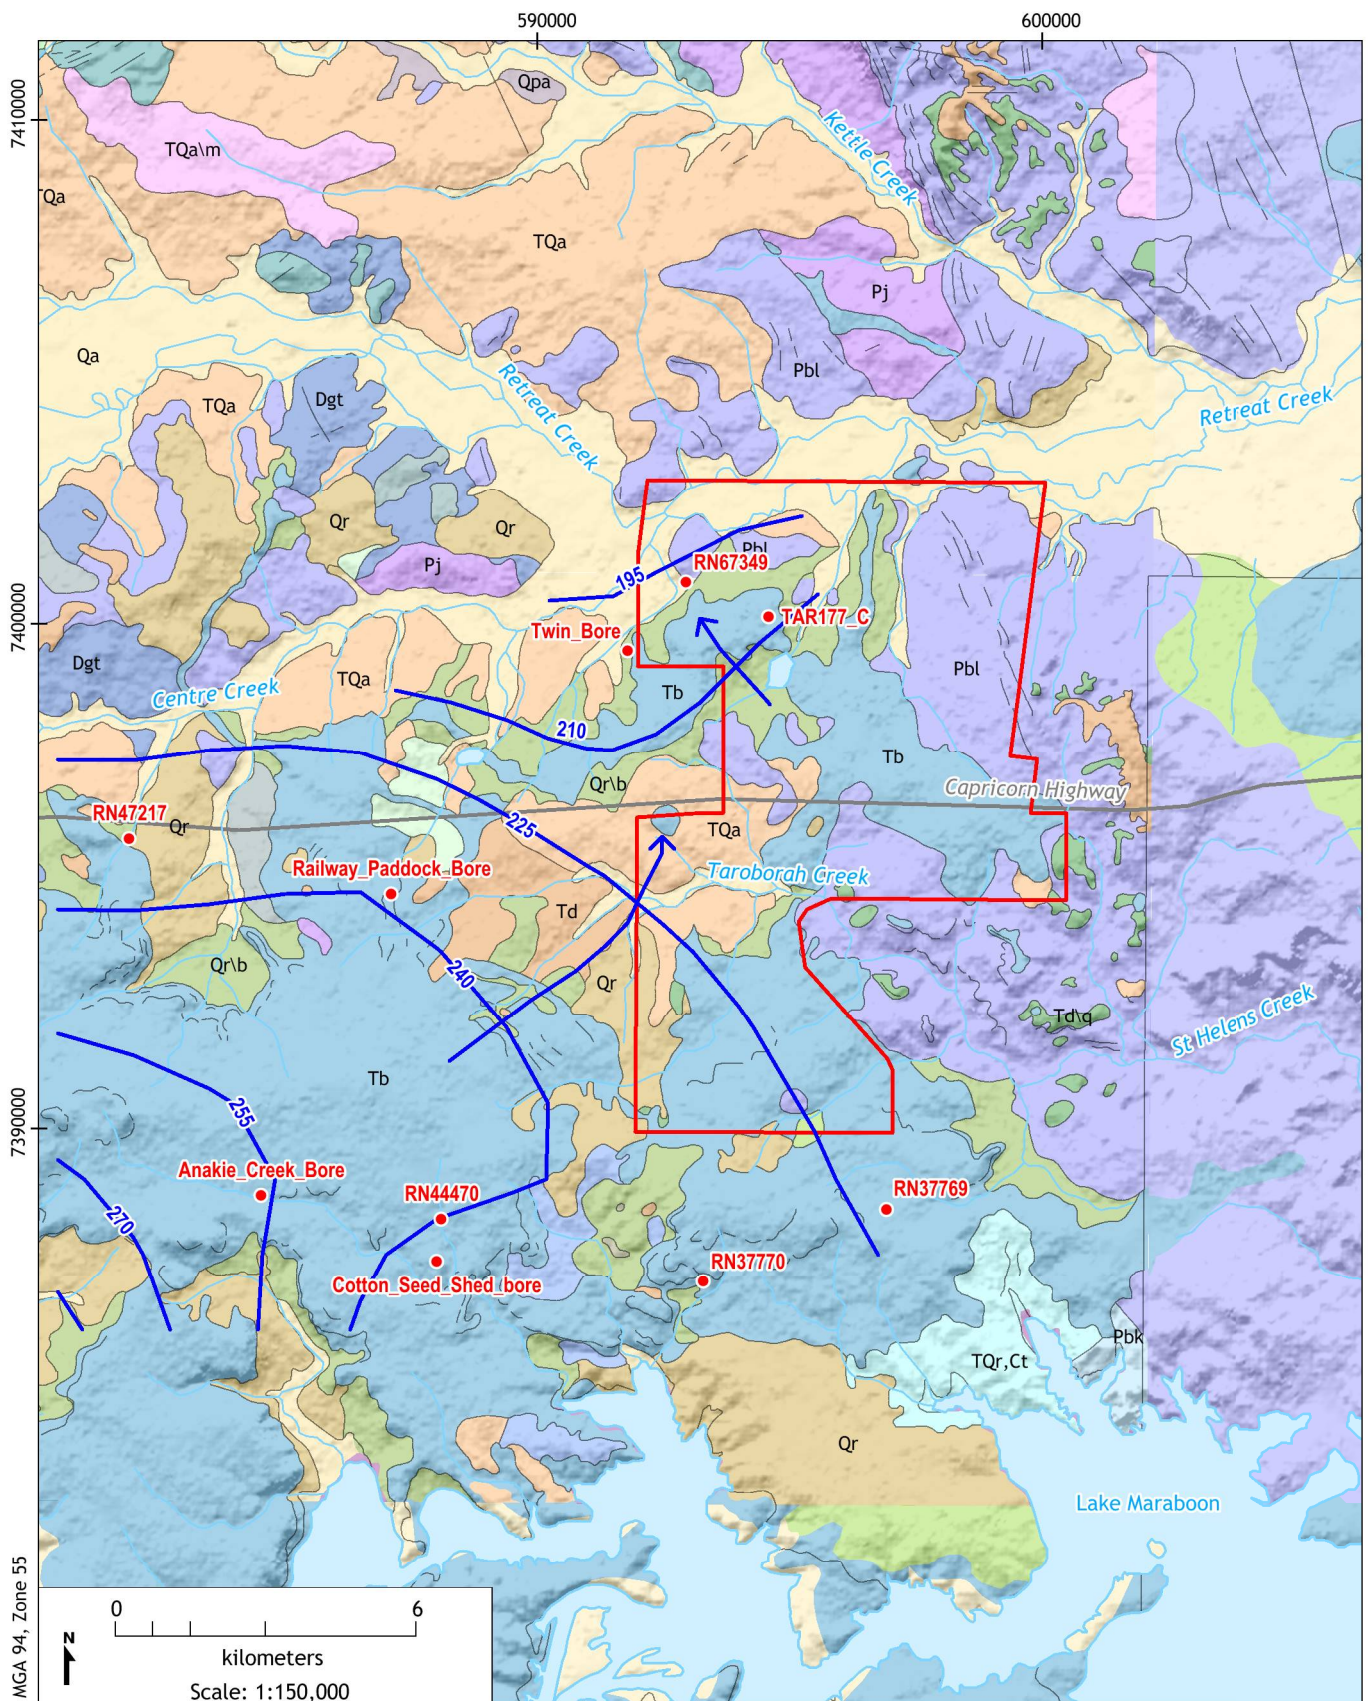 590000
600000
7410000
Qpa
Kettle Creek
TQa\m
Qa
TQa
Pj
Qa
Pbl
Retreat Creek
TQa
Dgt
Retreat Creek
Qr
Qr
Pj
Pbl
RN67349
195
7400000
TAR177_C
Twin_Bore
Dgt
Pbl
TQa
Centre Creek
Tb
210
Tb
Qr\b
Capricorn Highway
RN47217
Qr
225
TQa
Railway_Paddock_Bore
Taroborah Creek
Td
Qr\b
240
Qr
Td\q
St Helens Creek
Tb
255
7390000
Anakie_Creek_Bore
RN44470
RN37769
270
RN37770
Cotton_Seed_Shed_bore
Pbk
TQr,Ct
Qr
Lake Maraboon
MGA 94, Zone 55
0 6
N
kilometers
Scale: 1:150,000